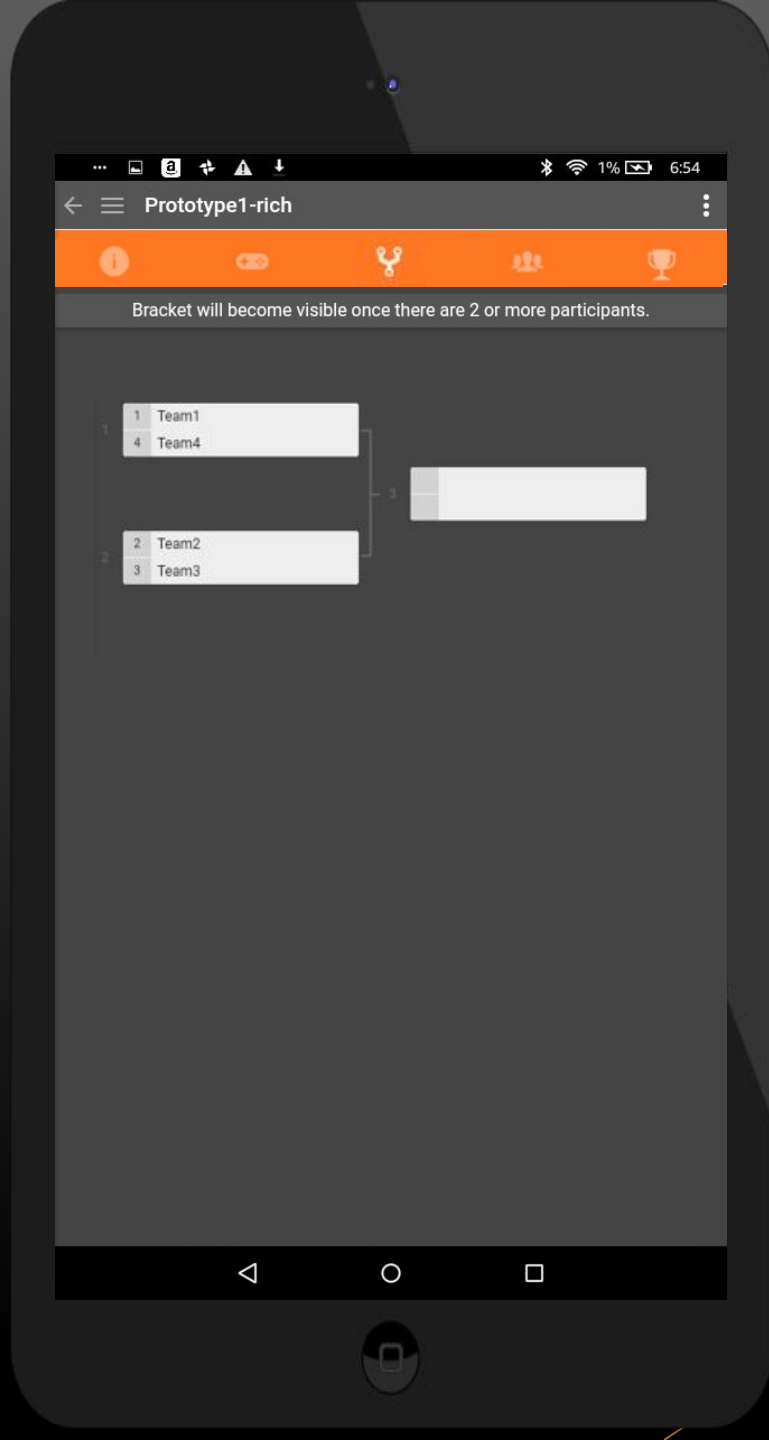 1% 6:54
Prototype1-rich
Bracket will become visible once there are 2 or more participants.
1 1 Team1
4 Team4
3
2 2 Team2
3 Team3